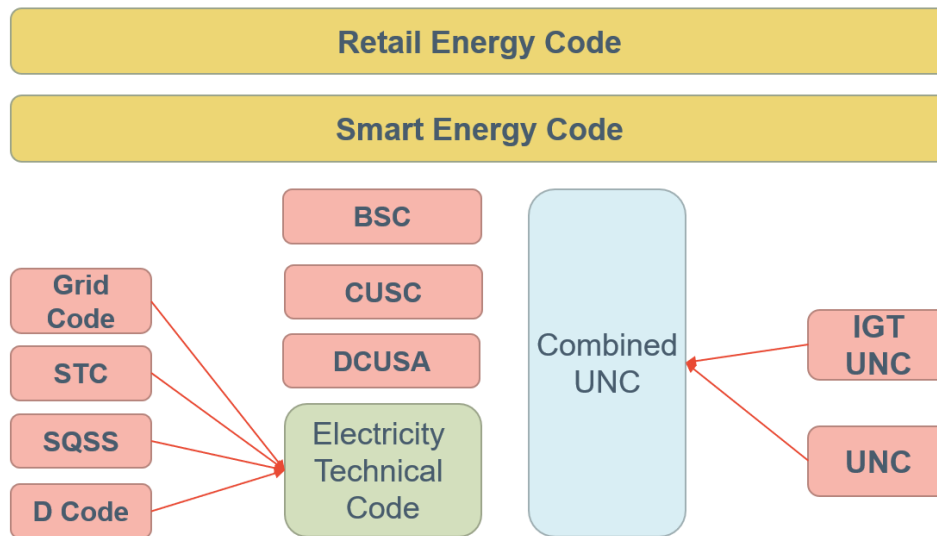 Retail Energy Code
Smart Energy Code
BSC
CUSC
DCUSA
Grid
Code
STC
SQSS
D Code
Electricity
Technical
Code
Combined
UNC
IGT
UNC
UNC